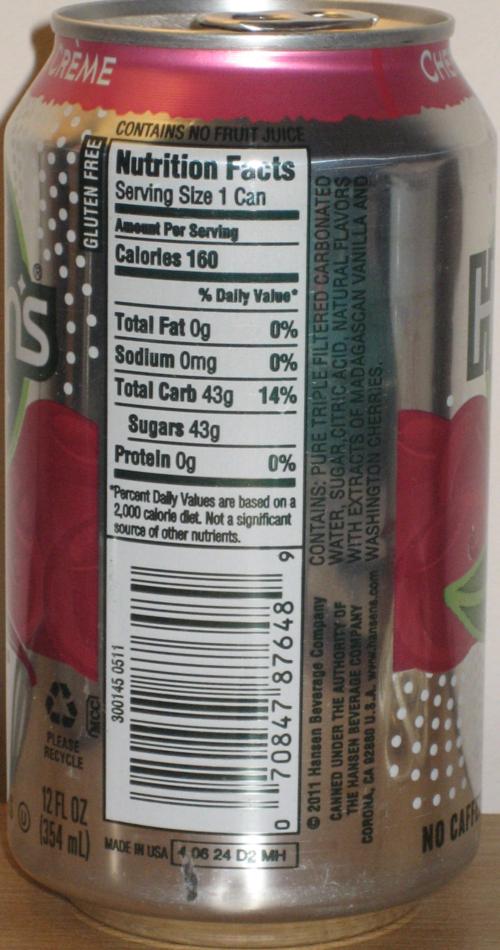 CRÈME
CONTAINS NO FRUIT JUICE
GLUTEN FREE
Nutrition Facts
Serving Size 1 Can
Amount Per Serving
Calories 160
% Daily Value*
Total Fat 0g 0%
Sodium 0mg 0%
Total Carb 43g 14%
Sugars 43g
Protein 0g 0%
*Percent Daily Values are based on a
2,000 calorie diet. Not a significant
source of other nutrients.
300145 0511
0 70847 87648 9
CONTAINS: PURE TRIPLE FILTERED CARBONATED
WATER, SUGAR, CITRIC ACID, NATURAL FLAVORS
WITH EXTRACTS OF MADAGASCAN VANILLA AND
WASHINGTON CHERRIES.
© 2011 Hansen Beverage Company
CANNED UNDER THE AUTHORITY OF
THE HANSEN BEVERAGE COMPANY
CORONA, CA 92880 U.S.A. www.hansens.com
PLEASE
RECYCLE
MCC
12 FL OZ
(354 mL)
MADE IN USA 4 06 24 D2 MH
NO